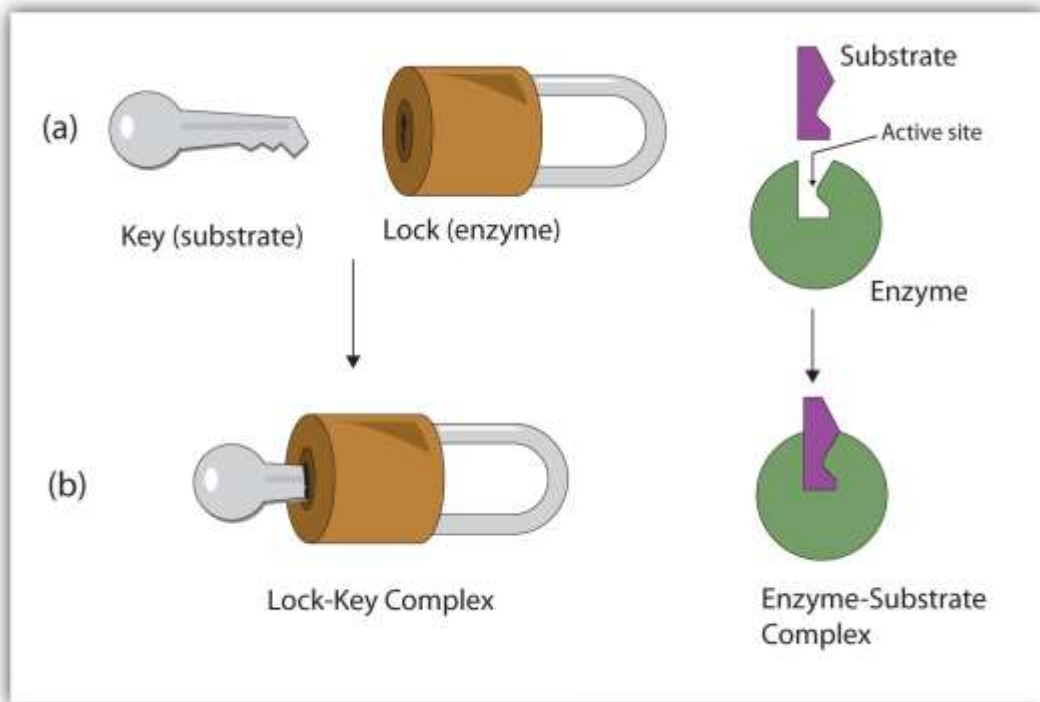 (a)
Key (substrate)
Lock (enzyme)
Substrate
Active site
Enzyme
(b)
Lock-Key Complex
Enzyme-Substrate
Complex